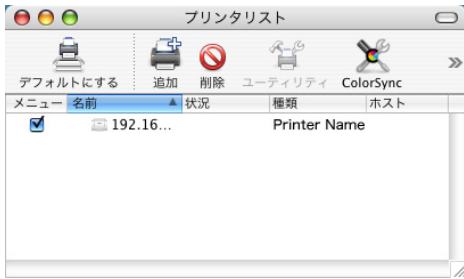 プリンタリスト
デフォルトにする 追加 削除 ユーティリティ ColorSync
メニュー 名前 状況 種類 ホスト
192.16... Printer Name